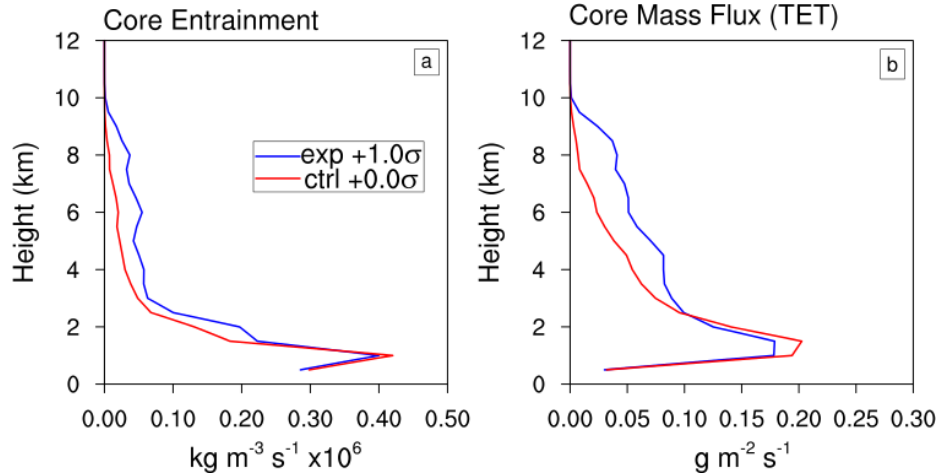 Core Entrainment
Core Mass Flux (TET)
12
10
8
6
4
2
0
Height (km)
a
exp +1.0σ
ctrl +0.0σ
0.00 0.10 0.20 0.30 0.40 0.50
kg m⁻³ s⁻¹ x10⁶
12
10
8
6
4
2
0
Height (km)
b
0.00 0.05 0.10 0.15 0.20 0.25 0.30
g m⁻² s⁻¹